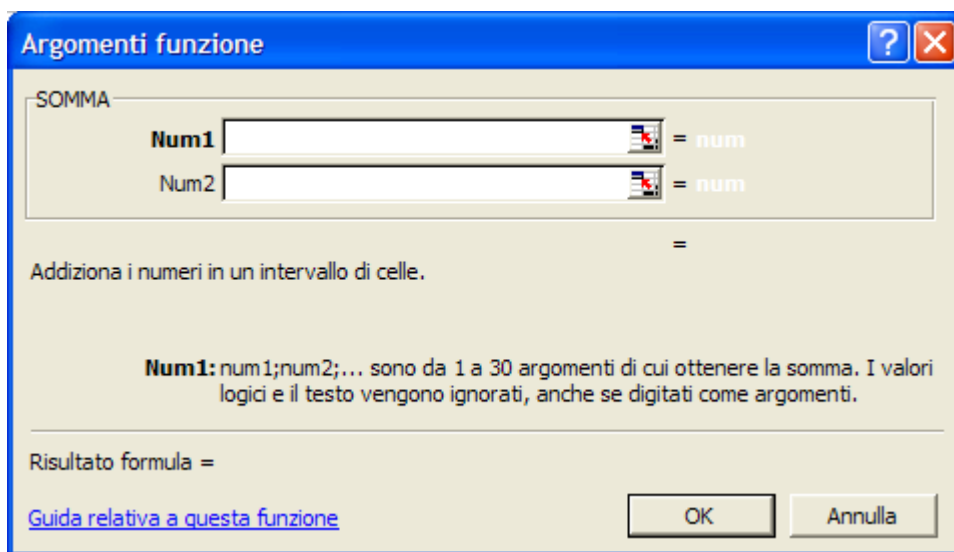 Argomenti funzione
SOMMA
Num1 = num
Num2 = num
=
Addiziona i numeri in un intervallo di celle.
Num1: num1;num2;... sono da 1 a 30 argomenti di cui ottenere la somma. I valori
logici e il testo vengono ignorati, anche se digitati come argomenti.
Risultato formula =
Guida relativa a questa funzione
OK Annulla